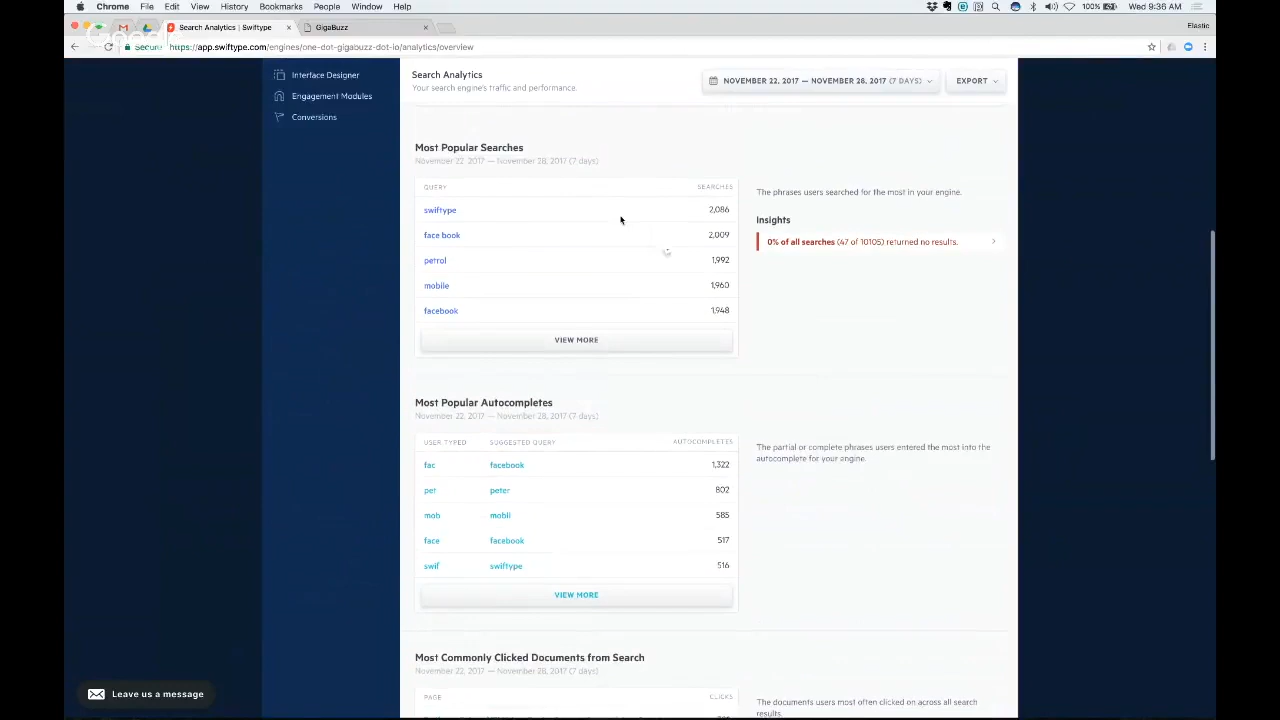 Chrome File Edit View History Bookmarks People Window Help 100% Wed 9:36 AM
Search Analytics | Swiftype GigaBuzz Elastic
Google
Secure https://app.swiftype.com/engines/one-dot-gigabuzz-dot-io/analytics/overview
Interface Designer
Engagement Modules
Conversions
Search Analytics
Your search engine's traffic and performance.
NOVEMBER 22, 2017 — NOVEMBER 28, 2017 (7 DAYS)
EXPORT
Most Popular Searches
November 22, 2017 — November 28, 2017 (7 days)
QUERY SEARCHES
swiftype 2,086
face book 2,009
petrol 1,992
mobile 1,960
facebook 1,948
VIEW MORE
The phrases users searched for the most in your engine.
Insights
0% of all searches (47 of 10105) returned no results.
Most Popular Autocompletes
November 22, 2017 — November 28, 2017 (7 days)
USER TYPED SUGGESTED QUERY AUTOCOMPLETES
fac facebook 1,322
pet peter 802
mob mobli 585
face facebook 517
swif swiftype 516
VIEW MORE
The partial or complete phrases users entered the most into the
autocomplete for your engine.
Most Commonly Clicked Documents from Search
November 22, 2017 — November 28, 2017 (7 days)
PAGE CLICKS
The documents users most often clicked on across all search
results.
Leave us a message